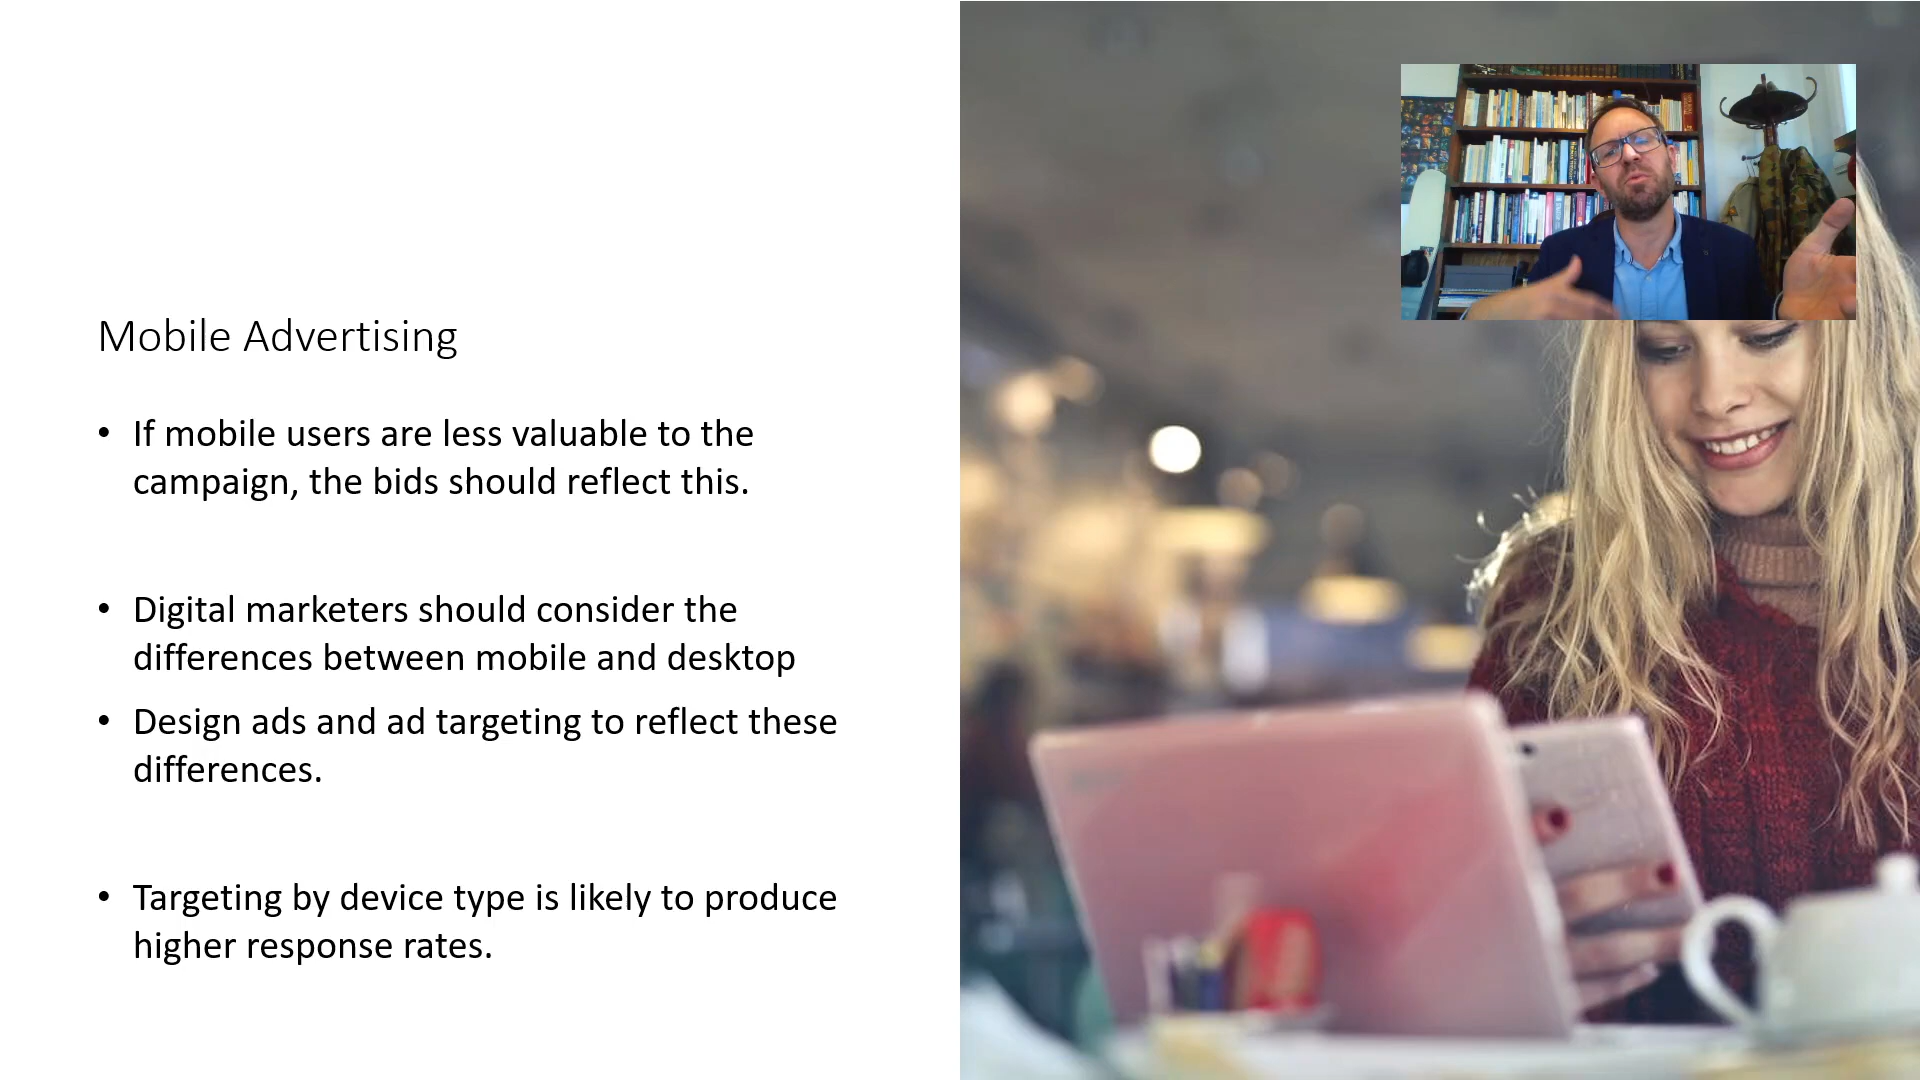 Mobile Advertising
• If mobile users are less valuable to the
campaign, the bids should reflect this.
• Digital marketers should consider the
differences between mobile and desktop
• Design ads and ad targeting to reflect these
differences.
• Targeting by device type is likely to produce
higher response rates.